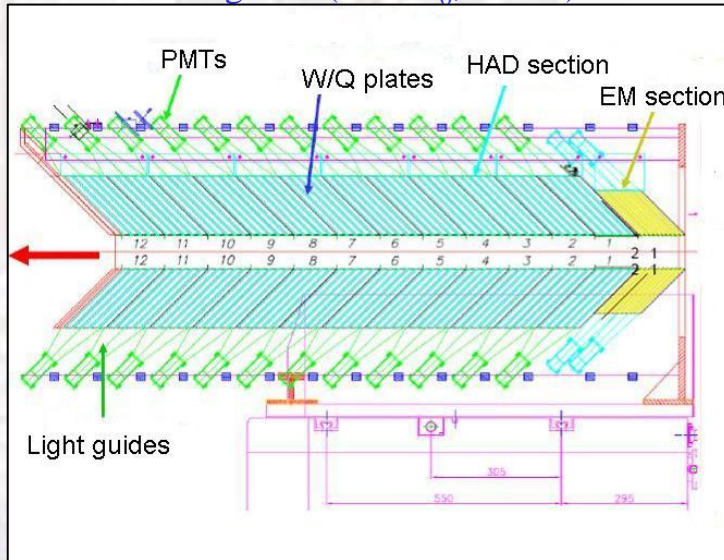 PMTs
W/Q plates
HAD section
EM section
12 11 10 9 8 7 6 5 4 3 2 1 2 1
12 11 10 9 8 7 6 5 4 3 2 1 2 1
Light guides
305
550 295